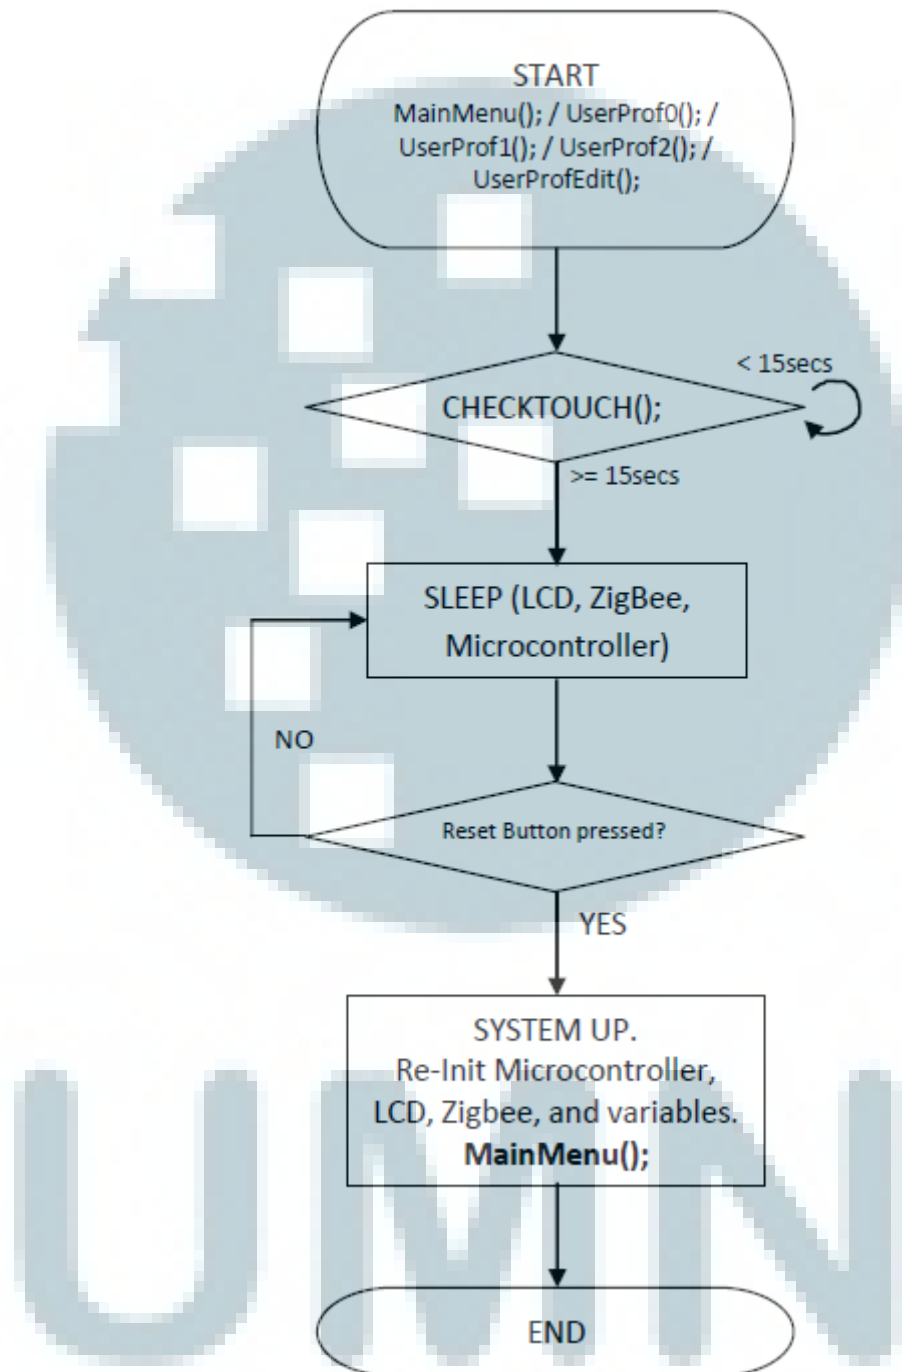 START
MainMenu(); / UserProf0(); /
UserProf1(); / UserProf2(); /
UserProfEdit();
< 15secs
CHECKTOUCH();
>= 15secs
SLEEP (LCD, ZigBee,
Microcontroller)
NO
Reset Button pressed?
YES
SYSTEM UP.
Re-Init Microcontroller,
LCD, Zigbee, and variables.
MainMenu();
END
UMN